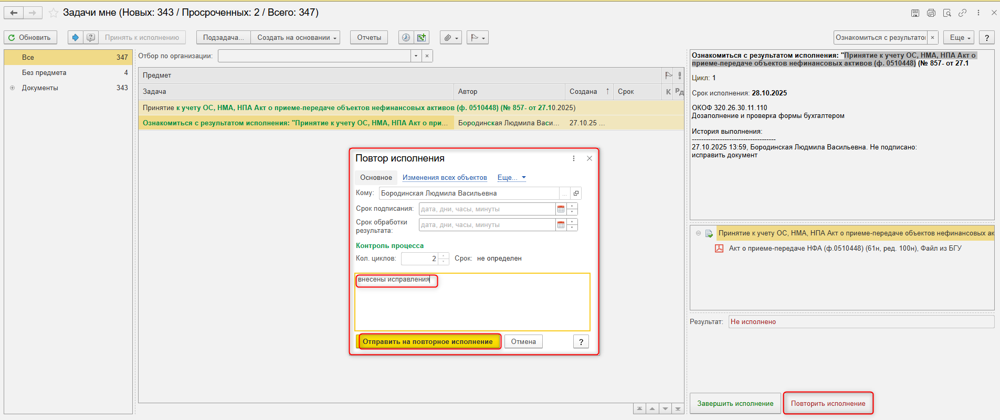 Задачи мне (Новых: 343 / Просроченных: 2 / Всего: 347)
Обновить
?
Принять к исполнению
Подзадача...
Создать на основании
Отчеты
Ознакомиться с результато
×
Еще
?
Все 347
Без предмета 4
Документы 343
Отбор по организации:
Предмет
Задача Автор Создана ↑ Срок К РД
Принятие к учету ОС, НМА, НПА Акт о приеме-передаче объектов нефинансовых активов (ф. 0510448) (№ 857- от 27.10.2025)
Ознакомиться с результатом исполнения: "Принятие к учету ОС, НМА, НПА Акт о при... Бородинская Людмила Васи... 27.10.25 ...
Повтор исполнения
Основное Изменения всех объектов Еще...
Кому: Бородинская Людмила Васильевна ...
Срок подписания: дата, дни, часы, минуты
Срок обработки
результата: дата, дни, часы, минуты
Контроль процесса
Кол. циклов: 2 Срок: не определен
внесены исправления
Отправить на повторное исполнение Отмена ?
Ознакомиться с результатом исполнения: "Принятие к учету ОС, НМА, НПА Акт о
приеме-передаче объектов нефинансовых активов (ф. 0510448) (№ 857- от 27.1
Цикл: 1
Срок исполнения: 28.10.2025
ОКОФ 320.26.30.11.110
Дозаполнение и проверка формы бухгалтером
История выполнения:
------------------------------------
27.10.2025 13:59, Бородинская Людмила Васильевна. Не подписано:
исправить документ
Принятие к учету ОС, НМА, НПА Акт о приеме-передаче объектов нефинансовых ак
Акт о приеме-передаче НФА (ф.0510448) (61н, ред. 100н), Файл из БГУ
Результат: Не исполнено
Завершить исполнение Повторить исполнение